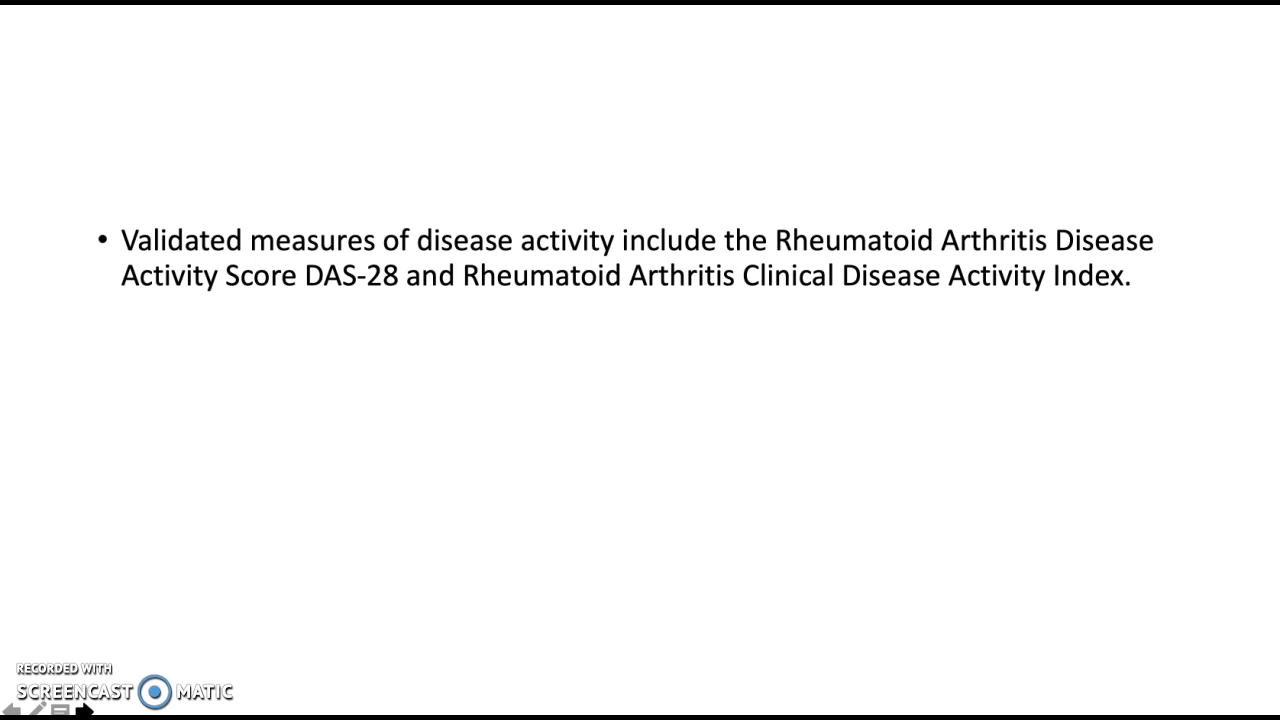 • Validated measures of disease activity include the Rheumatoid Arthritis Disease
Activity Score DAS-28 and Rheumatoid Arthritis Clinical Disease Activity Index.
RECORDED WITH
SCREENCAST MATIC